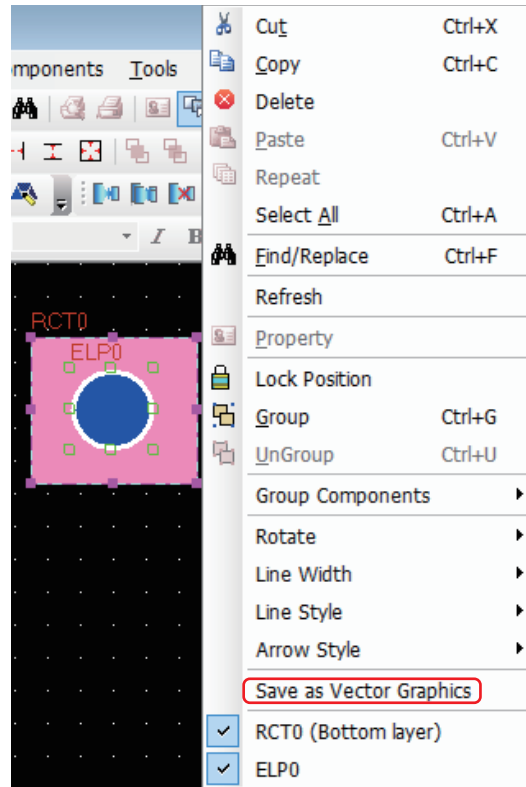 mponents Tools
I B
RCT0
ELP0
Cut Ctrl+X
Copy Ctrl+C
Delete
Paste Ctrl+V
Repeat
Select All Ctrl+A
Find/Replace Ctrl+F
Refresh
Property
Lock Position
Group Ctrl+G
UnGroup Ctrl+U
Group Components
Rotate
Line Width
Line Style
Arrow Style
Save as Vector Graphics
RCT0 (Bottom layer)
ELP0